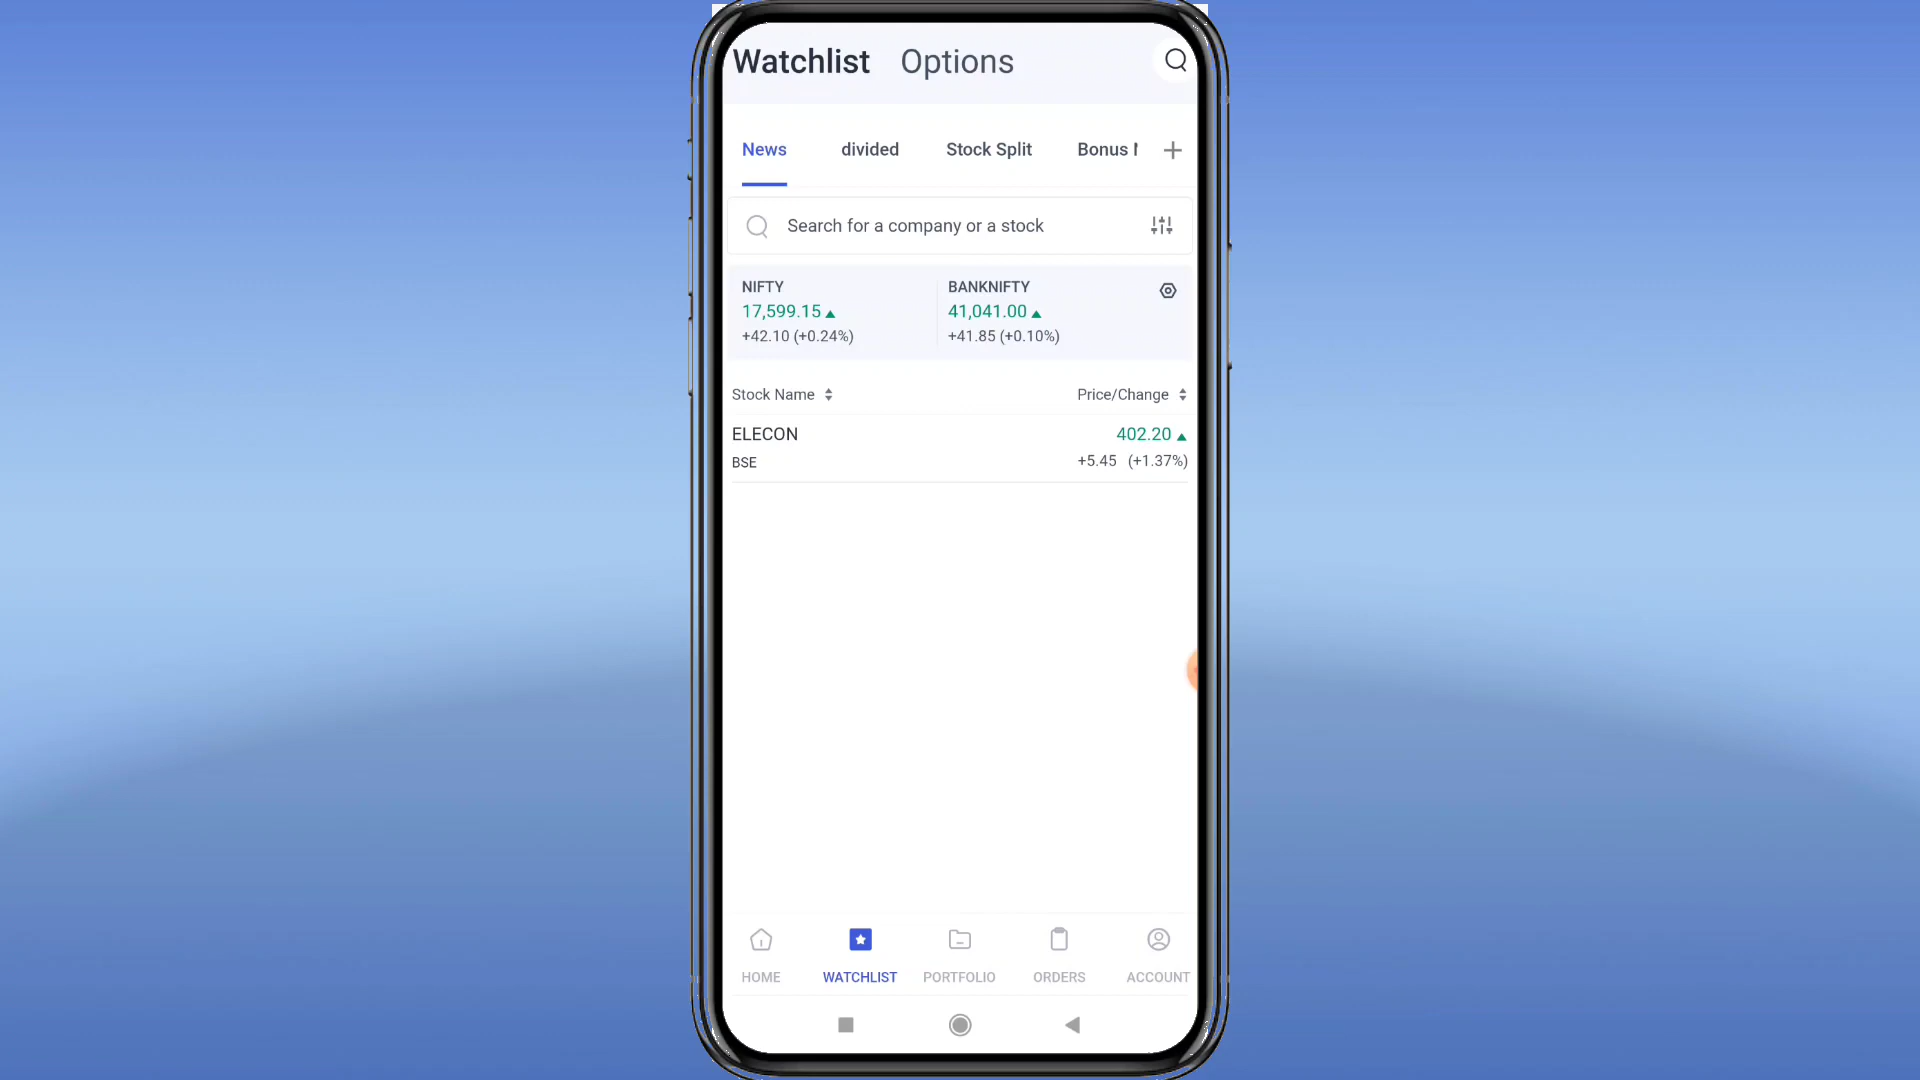 Watchlist Options
News divided Stock Split Bonus
Search for a company or a stock
NIFTY BANKNIFTY
17,599.15 41,041.00
+42.10 (+0.24%) +41.85 (+0.10%)
Stock Name Price/Change
ELECON 402.20
BSE +5.45 (+1.37%)
HOME WATCHLIST PORTFOLIO ORDERS ACCOUNT